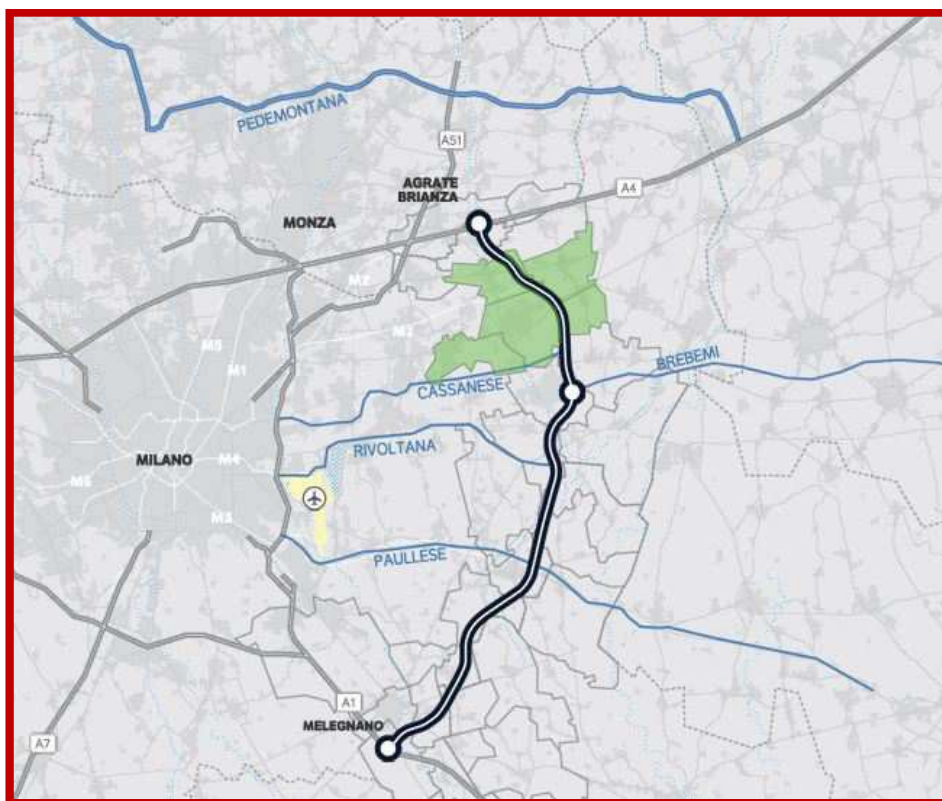 PEDEMONTANA
A51
AGRATE
BRIANZA
A4
MONZA
M2
M2
M5
M1
BREBEMI
CASSANESE
RIVOLTANA
MILANO
M4
M5
M3
PAULLESE
A1
MELEGNANO
A7